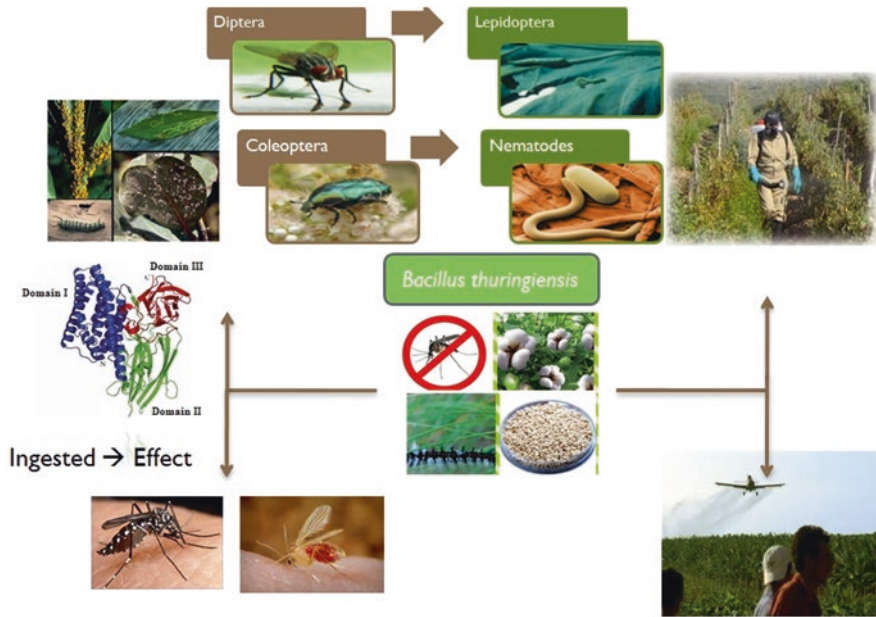 Diptera
Lepidoptera
Coleoptera
Nematodes
Bacillus thuringiensis
Domain III
Domain I
N
Domain II
Ingested → Effect